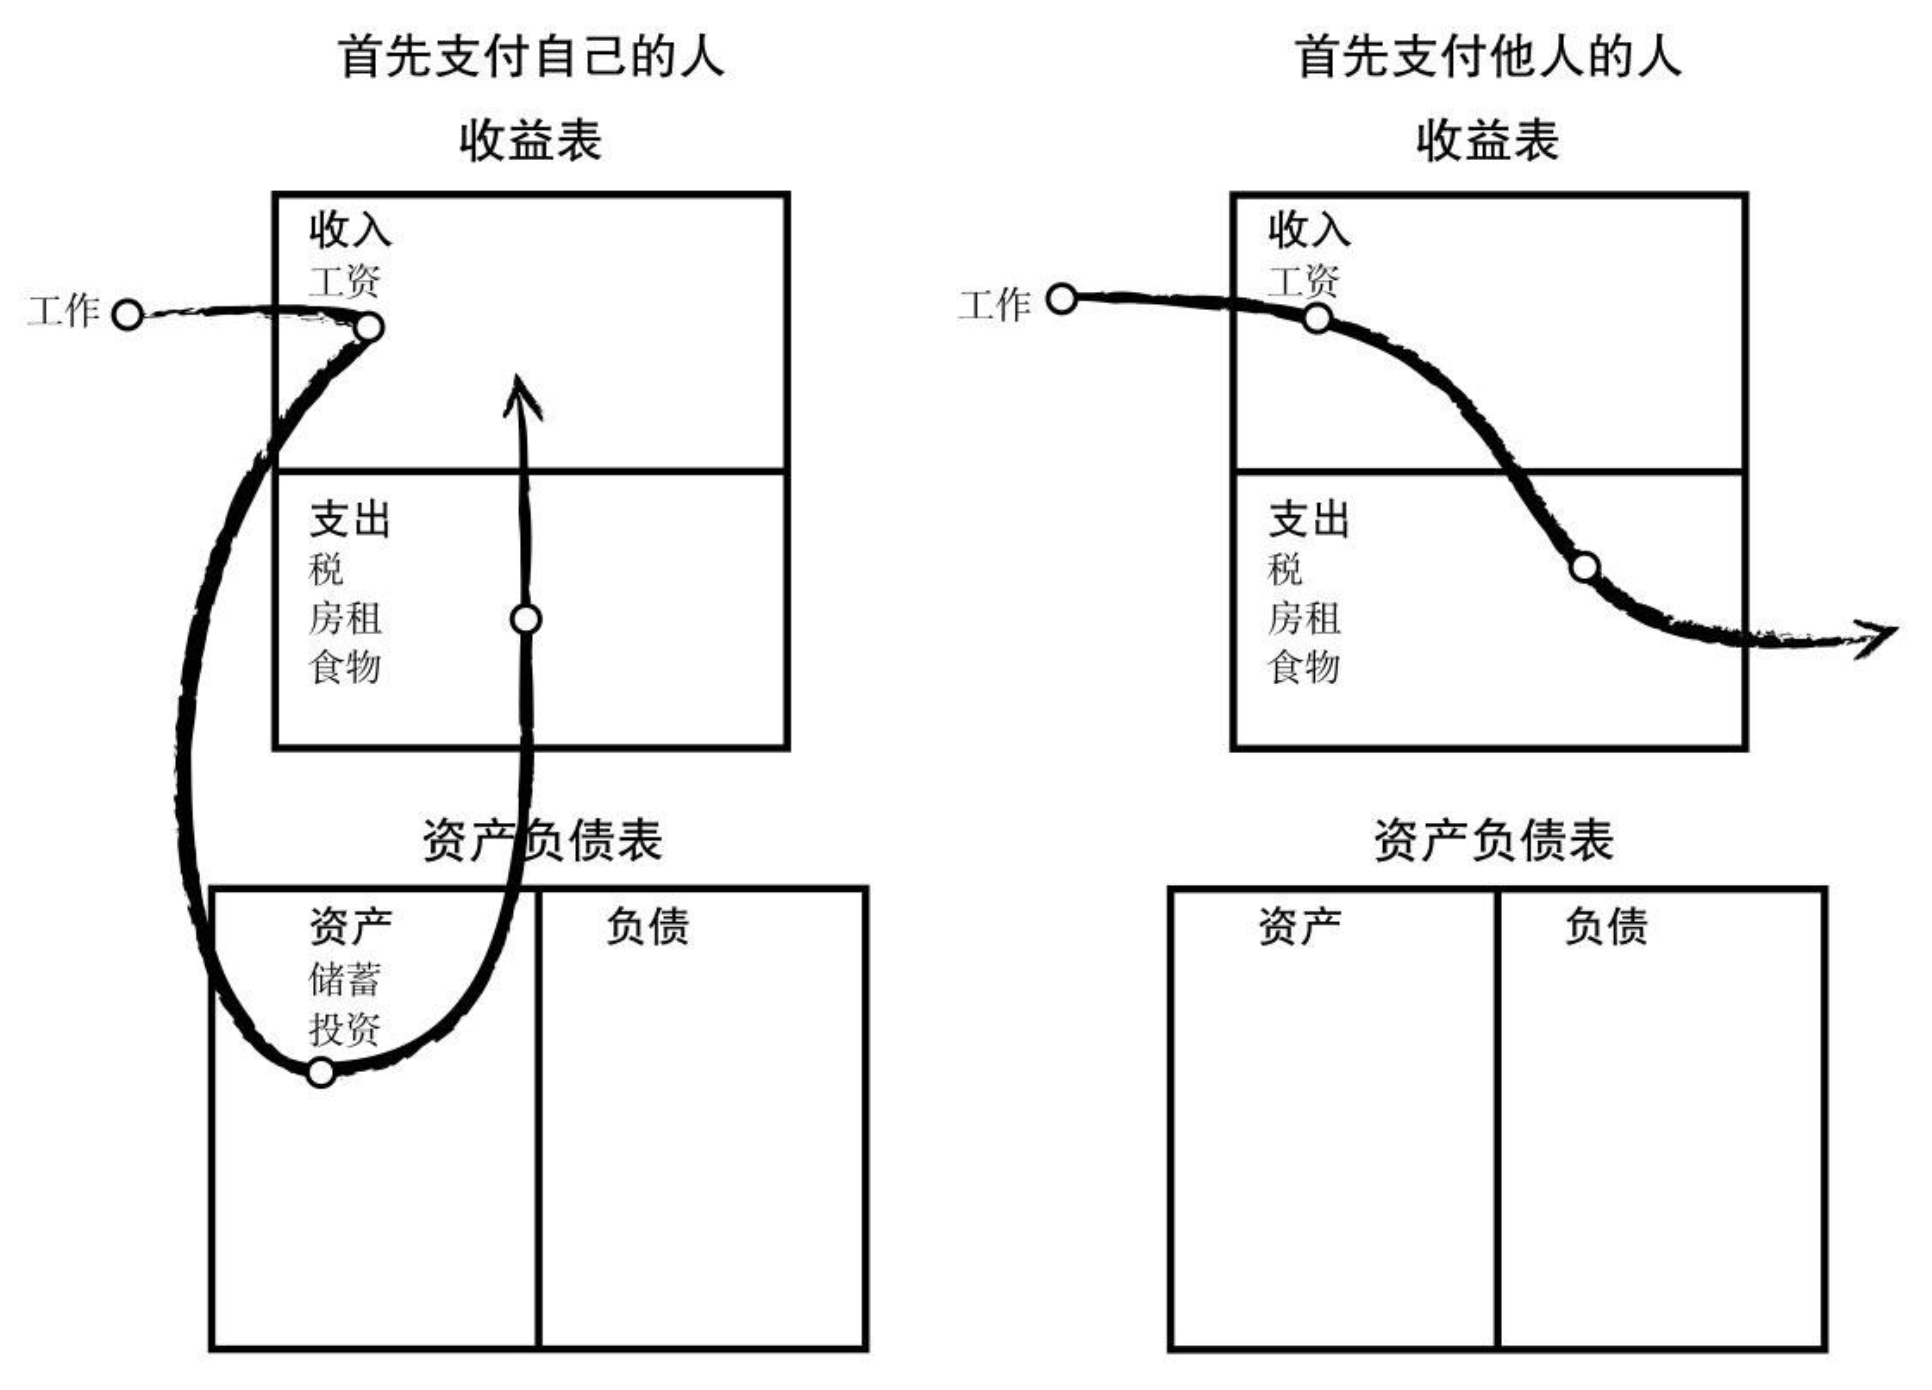 首先支付自己的人
收益表
收入
工资
工作
支出
税
房租
食物
资产负债表
资产
储蓄
投资
负债
首先支付他人的人
收益表
收入
工资
工作
支出
税
房租
食物
资产负债表
资产
负债